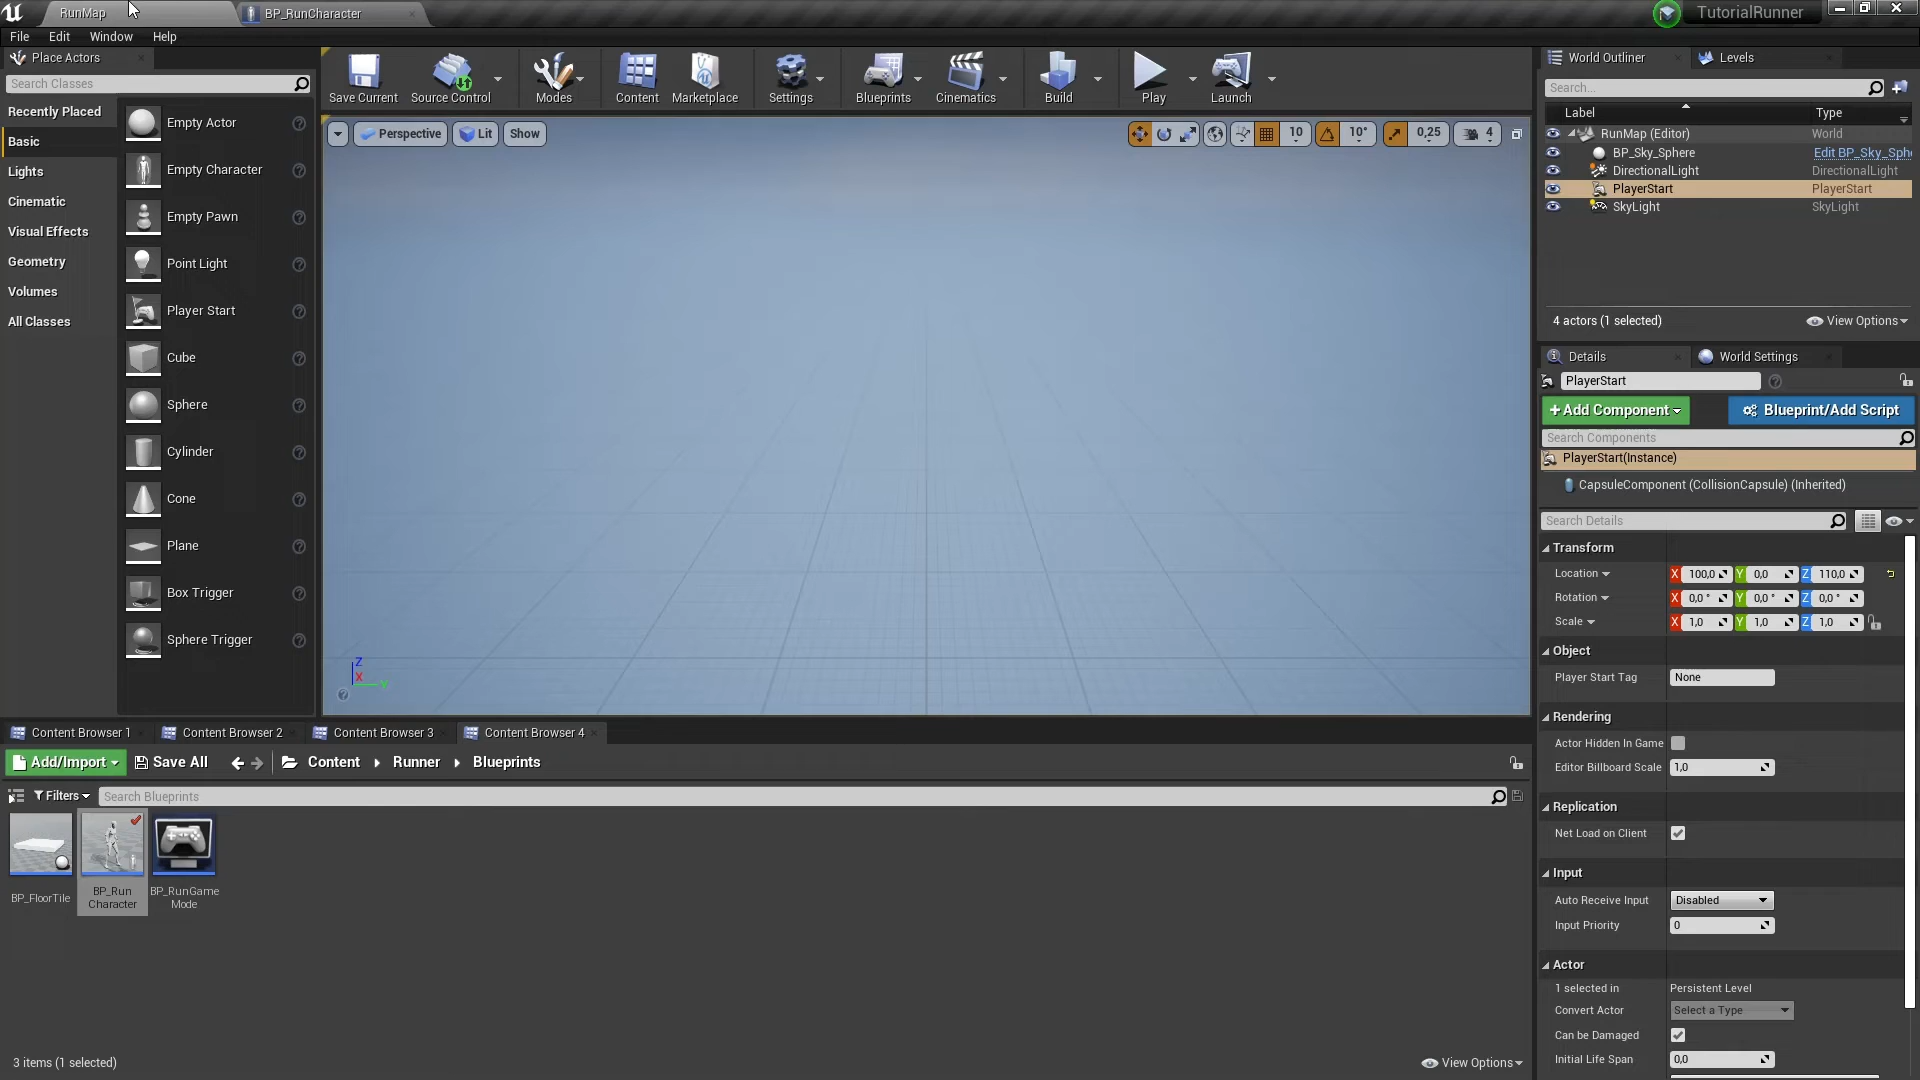 RunMap
BP_RunCharacter
TutorialRunner
File Edit Window Help
Place Actors
Search Classes
Recently Placed
Basic
Lights
Cinematic
Visual Effects
Geometry
Volumes
All Classes
Empty Actor
Empty Character
Empty Pawn
Point Light
Player Start
Cube
Sphere
Cylinder
Cone
Plane
Box Trigger
Sphere Trigger
Save Current
Source Control
Modes
Content
Marketplace
Settings
Blueprints
Cinematics
Build
Play
Launch
Perspective
Lit
Show
10
10°
0,25
4
Z
X
Y
World Outliner
Levels
Search...
Label Type
RunMap (Editor) World
BP_Sky_Sphere Edit BP_Sky_Sph
DirectionalLight DirectionalLight
PlayerStart PlayerStart
SkyLight SkyLight
4 actors (1 selected)
View Options
Details
World Settings
PlayerStart
+Add Component
Blueprint/Add Script
Search Components
PlayerStart(Instance)
CapsuleComponent (CollisionCapsule) (Inherited)
Search Details
Transform
Location X 100,0 Y 0,0 Z 110,0
Rotation X 0,0 ° Y 0,0 ° Z 0,0 °
Scale X 1,0 Y 1,0 Z 1,0
Object
Player Start Tag None
Rendering
Actor Hidden In Game
Editor Billboard Scale 1,0
Replication
Net Load on Client
Input
Auto Receive Input Disabled
Input Priority 0
Actor
1 selected in Persistent Level
Convert Actor Select a Type
Can be Damaged
Initial Life Span 0,0
Content Browser 1
Content Browser 2
Content Browser 3
Content Browser 4
Add/Import
Save All
Content
Runner
Blueprints
Filters
Search Blueprints
BP_FloorTile
BP_Run
Character
BP_RunGame
Mode
3 items (1 selected)
View Options